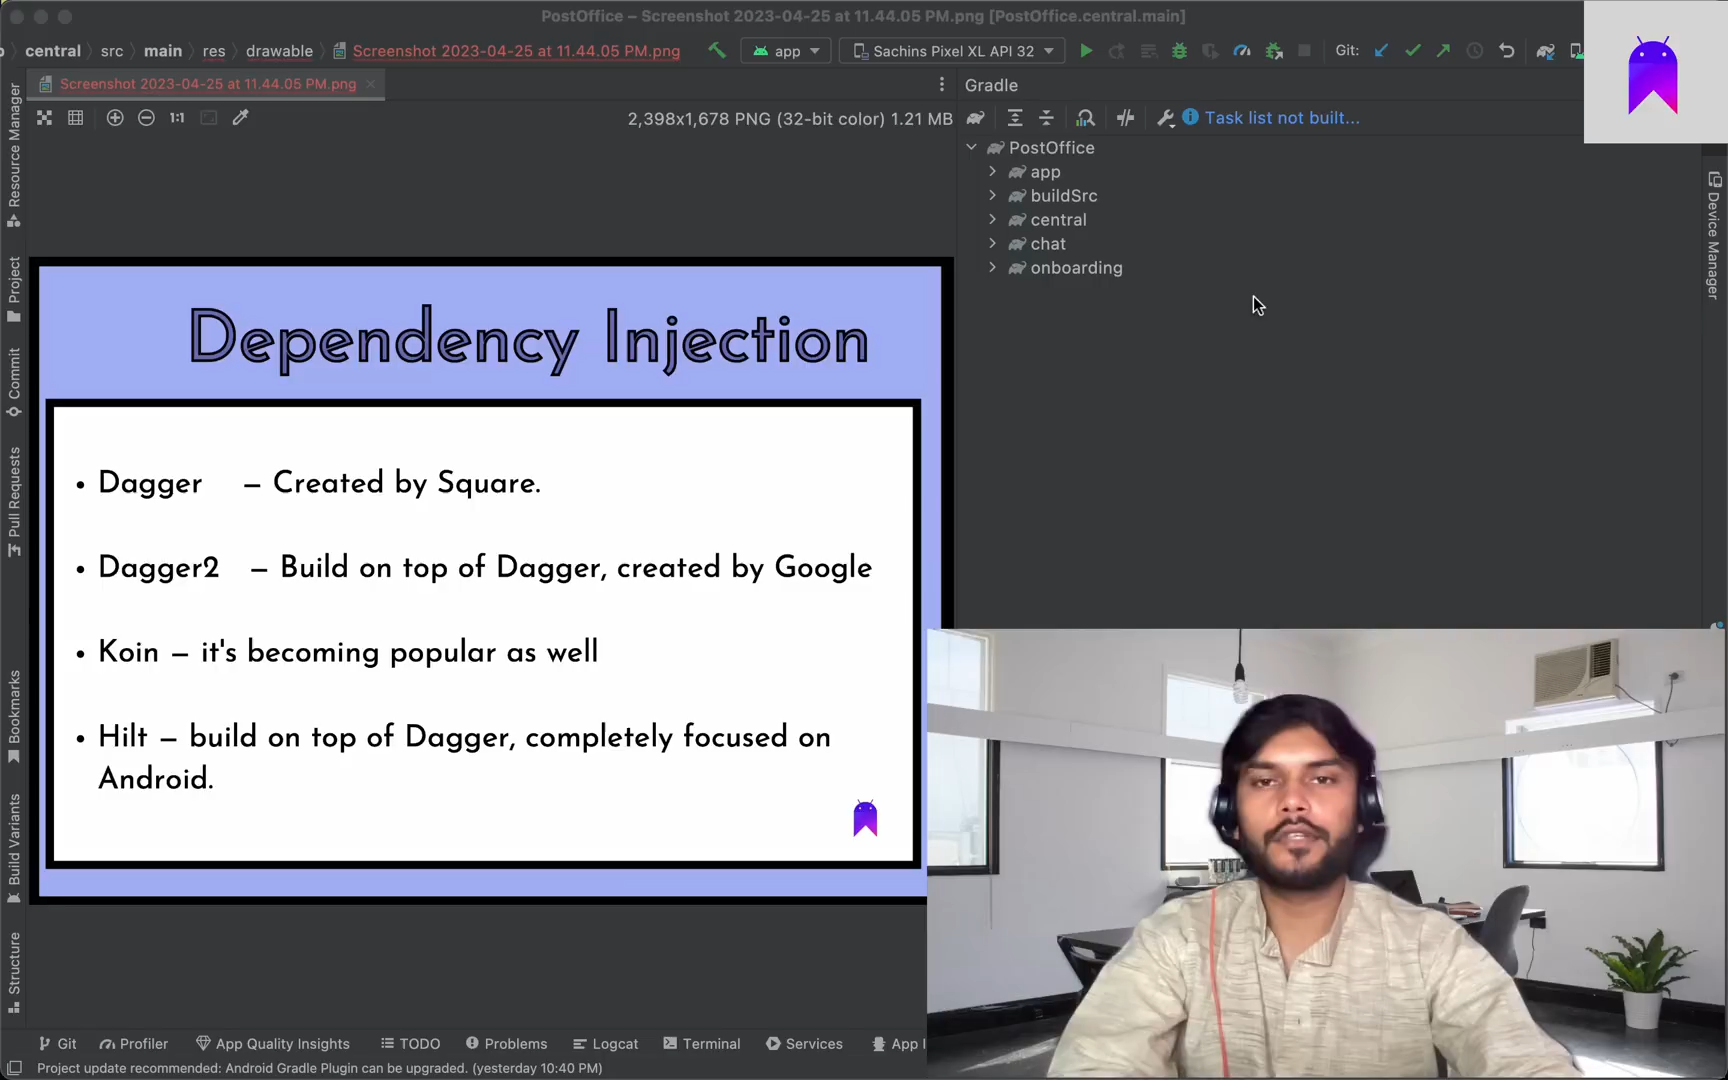 PostOffice – Screenshot 2023-04-25 at 11.44.05 PM.png [PostOffice.central.main]
central
src
main
res
drawable
Screenshot 2023-04-25 at 11.44.05 PM.png
app
Sachins Pixel XL API 32
Git:
Screenshot 2023-04-25 at 11.44.05 PM.png
Gradle
1:1
2,398x1,678 PNG (32-bit color) 1.21 MB
Task list not built...
PostOffice
app
buildSrc
central
chat
onboarding
Resource Manager
Project
Commit
Pull Requests
Bookmarks
Build Variants
Structure
Device Manager
Dependency Injection
• Dagger – Created by Square.
• Dagger2 – Build on top of Dagger, created by Google
• Koin – it's becoming popular as well
• Hilt – build on top of Dagger, completely focused on
Android.
Git
Profiler
App Quality Insights
TODO
Problems
Logcat
Terminal
Services
App
Project update recommended: Android Gradle Plugin can be upgraded. (yesterday 10:40 PM)